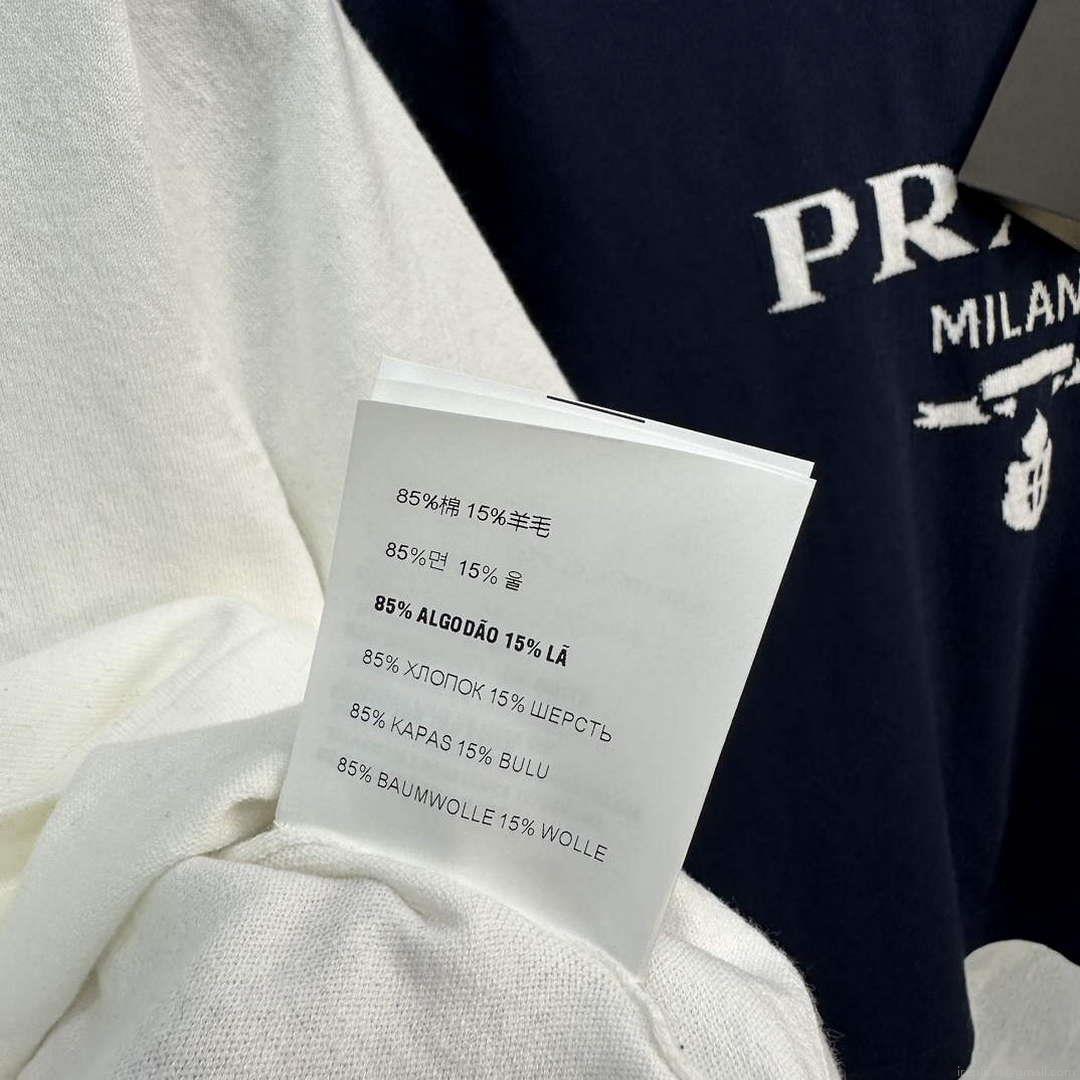 PR
MILAN
85%棉 15%羊毛
85%면 15% 울
85% ALGODÃO 15% LÃ
85% ХЛОПОК 15% ШЕРСТЬ
85% KAPAS 15% BULU
85% BAUMWOLLE 15% WOLLE